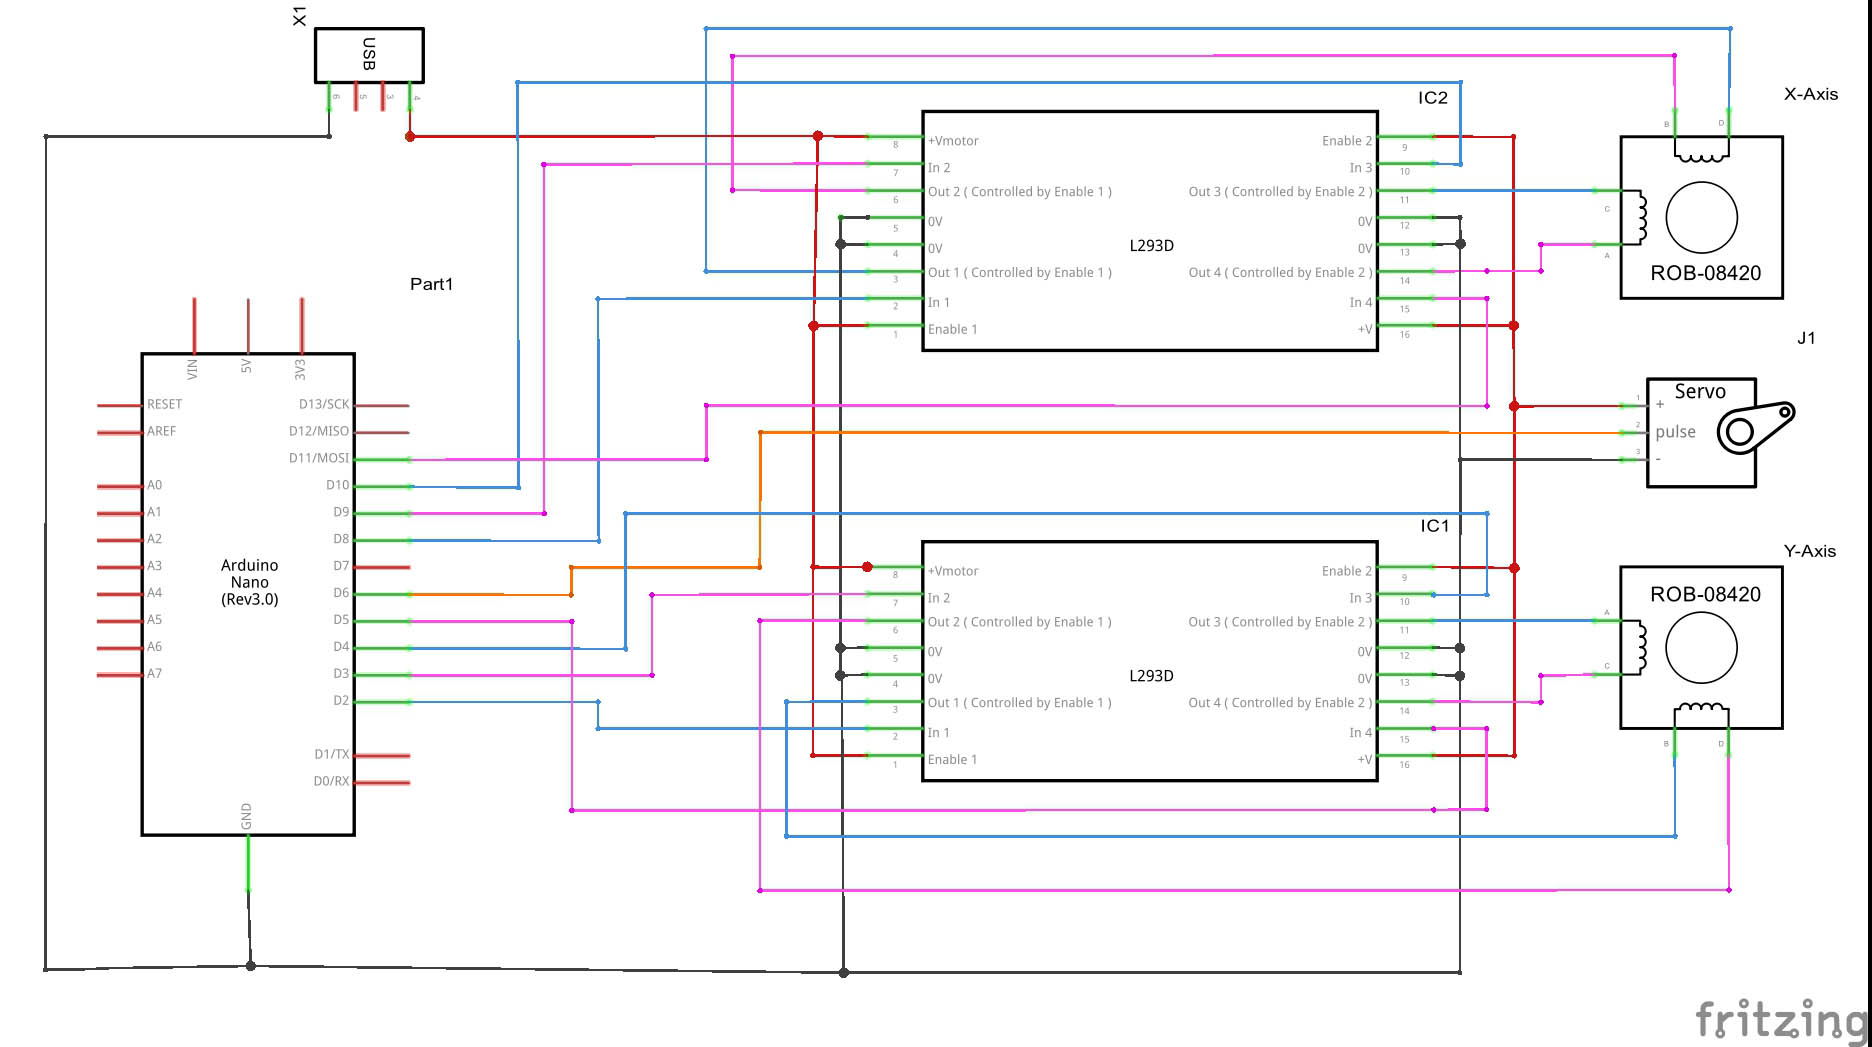 X1
USB
6
5
3
4
IC2
X-Axis
B
D
C
A
ROB-08420
8
+Vmotor
7
In 2
6
Out 2 ( Controlled by Enable 1 )
5
0V
4
0V
3
Out 1 ( Controlled by Enable 1 )
2
In 1
1
Enable 1
L293D
Enable 2
9
In 3
10
Out 3 ( Controlled by Enable 2 )
11
0V
12
0V
13
Out 4 ( Controlled by Enable 2 )
14
In 4
15
+V
16
J1
Servo
1
+
2
pulse
3
-
Part1
VIN
5V
3V3
RESET
AREF
A0
A1
A2
A3
A4
A5
A6
A7
Arduino
Nano
(Rev3.0)
D13/SCK
D12/MISO
D11/MOSI
D10
D9
D8
D7
D6
D5
D4
D3
D2
D1/TX
D0/RX
GND
IC1
8
+Vmotor
7
In 2
6
Out 2 ( Controlled by Enable 1 )
5
0V
4
0V
3
Out 1 ( Controlled by Enable 1 )
2
In 1
1
Enable 1
L293D
Enable 2
9
In 3
10
Out 3 ( Controlled by Enable 2 )
11
0V
12
0V
13
Out 4 ( Controlled by Enable 2 )
14
In 4
15
+V
16
Y-Axis
ROB-08420
A
C
B
D
fritzing